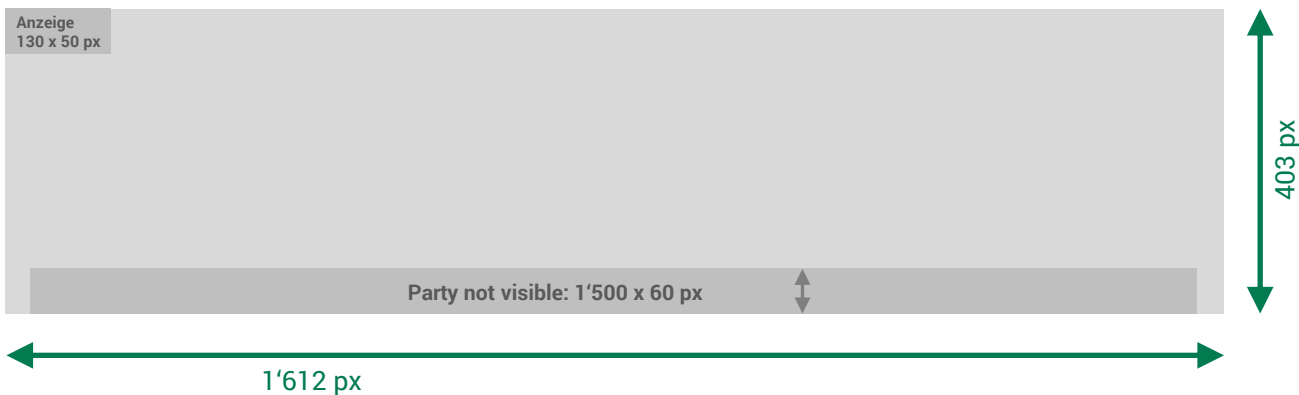 Anzeige
130 x 50 px
403 px
Party not visible: 1‘500 x 60 px
1‘612 px